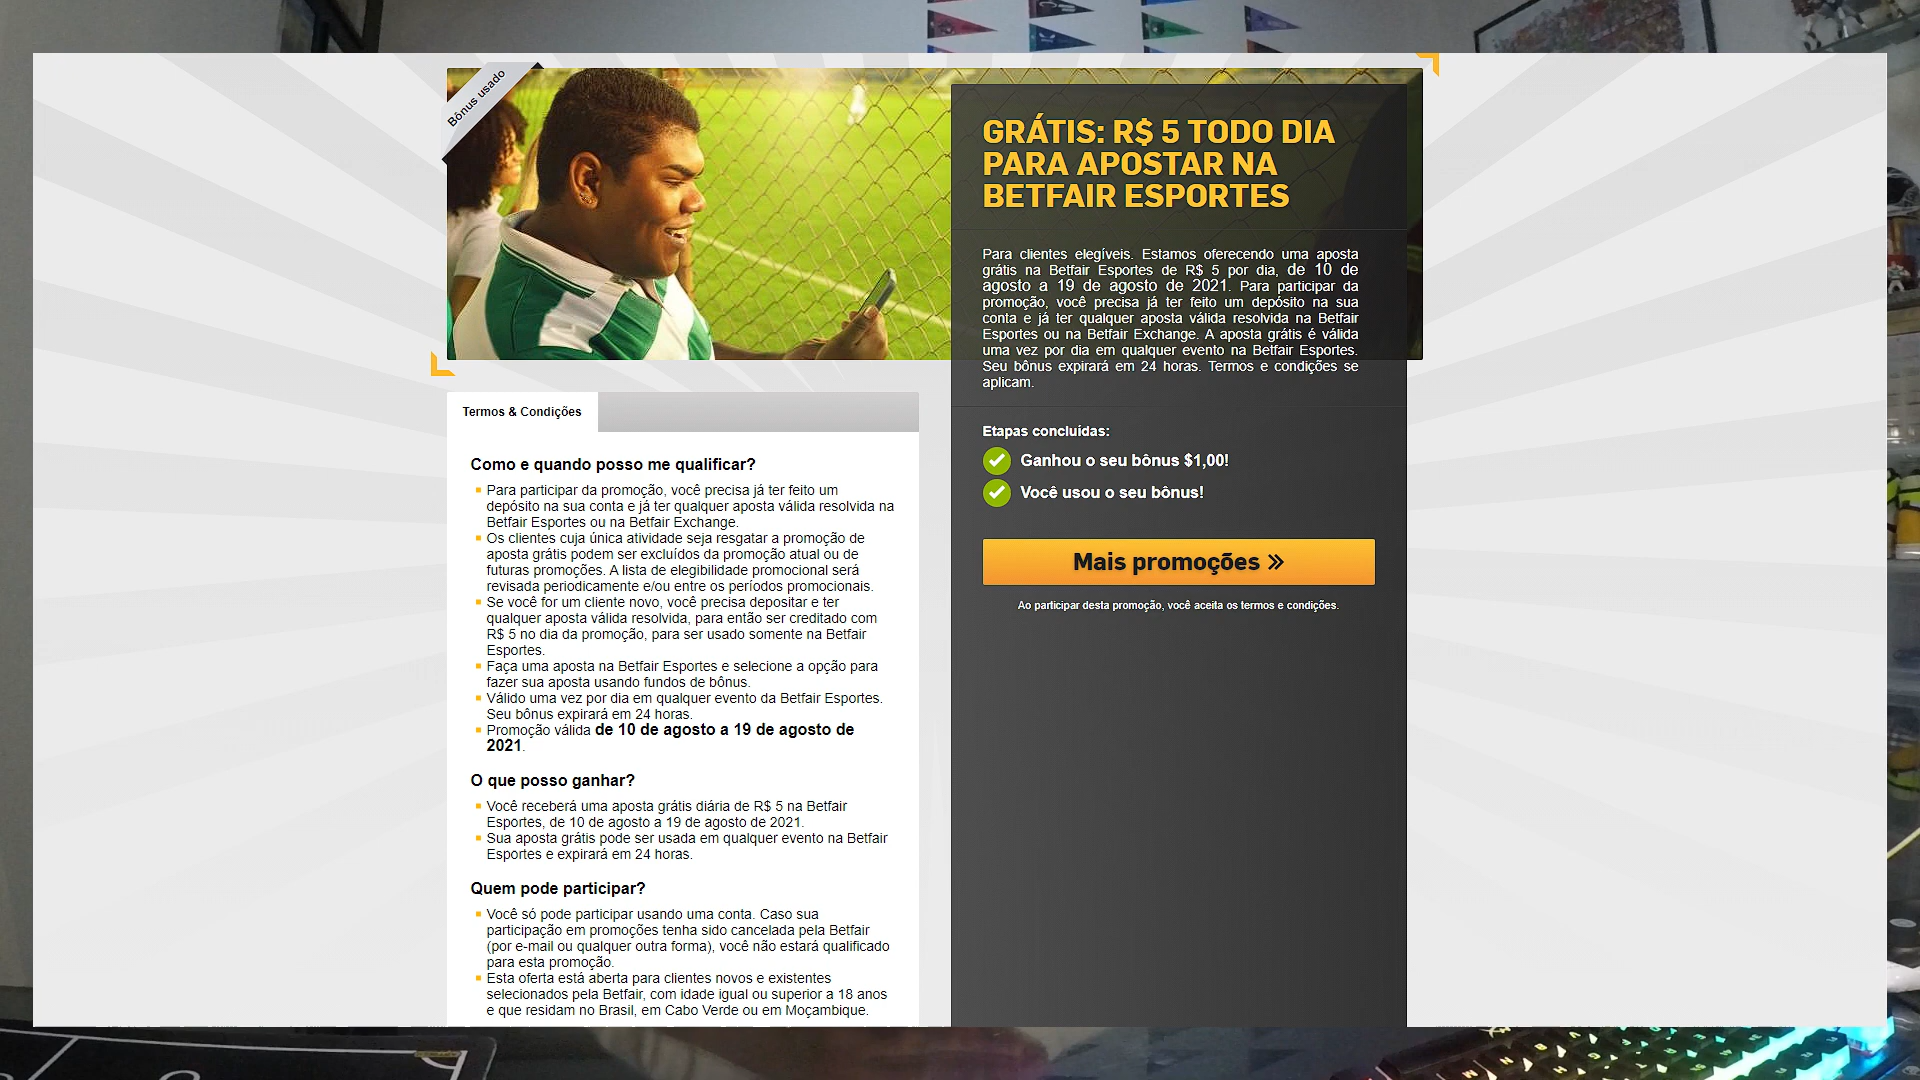 Bônus usado
GRÁTIS: R$ 5 TODO DIA
PARA APOSTAR NA
BETFAIR ESPORTES
Para clientes elegíveis. Estamos oferecendo uma aposta
grátis na Betfair Esportes de R$ 5 por dia, de 10 de
agosto a 19 de agosto de 2021. Para participar da
promoção, você precisa já ter feito um depósito na sua
conta e já ter qualquer aposta válida resolvida na Betfair
Esportes ou na Betfair Exchange. A aposta grátis é válida
uma vez por dia em qualquer evento na Betfair Esportes.
Seu bônus expirará em 24 horas. Termos e condições se
aplicam.
Etapas concluídas:
Ganhou o seu bônus $1,00!
Você usou o seu bônus!
Mais promoções »
Ao participar desta promoção, você aceita os termos e condições.
Termos & Condições
Como e quando posso me qualificar?
Para participar da promoção, você precisa já ter feito um
depósito na sua conta e já ter qualquer aposta válida resolvida na
Betfair Esportes ou na Betfair Exchange.
Os clientes cuja única atividade seja resgatar a promoção de
aposta grátis podem ser excluídos da promoção atual ou de
futuras promoções. A lista de elegibilidade promocional será
revisada periodicamente e/ou entre os períodos promocionais.
Se você for um cliente novo, você precisa depositar e ter
qualquer aposta válida resolvida, para então ser creditado com
R$ 5 no dia da promoção, para ser usado somente na Betfair
Esportes.
Faça uma aposta na Betfair Esportes e selecione a opção para
fazer sua aposta usando fundos de bônus.
Válido uma vez por dia em qualquer evento da Betfair Esportes.
Seu bônus expirará em 24 horas.
Promoção válida de 10 de agosto a 19 de agosto de
2021.
O que posso ganhar?
Você receberá uma aposta grátis diária de R$ 5 na Betfair
Esportes, de 10 de agosto a 19 de agosto de 2021.
Sua aposta grátis pode ser usada em qualquer evento na Betfair
Esportes e expirará em 24 horas.
Quem pode participar?
Você só pode participar usando uma conta. Caso sua
participação em promoções tenha sido cancelada pela Betfair
(por e-mail ou qualquer outra forma), você não estará qualificado
para esta promoção.
Esta oferta está aberta para clientes novos e existentes
selecionados pela Betfair, com idade igual ou superior a 18 anos
e que residam no Brasil, em Cabo Verde ou em Moçambique.